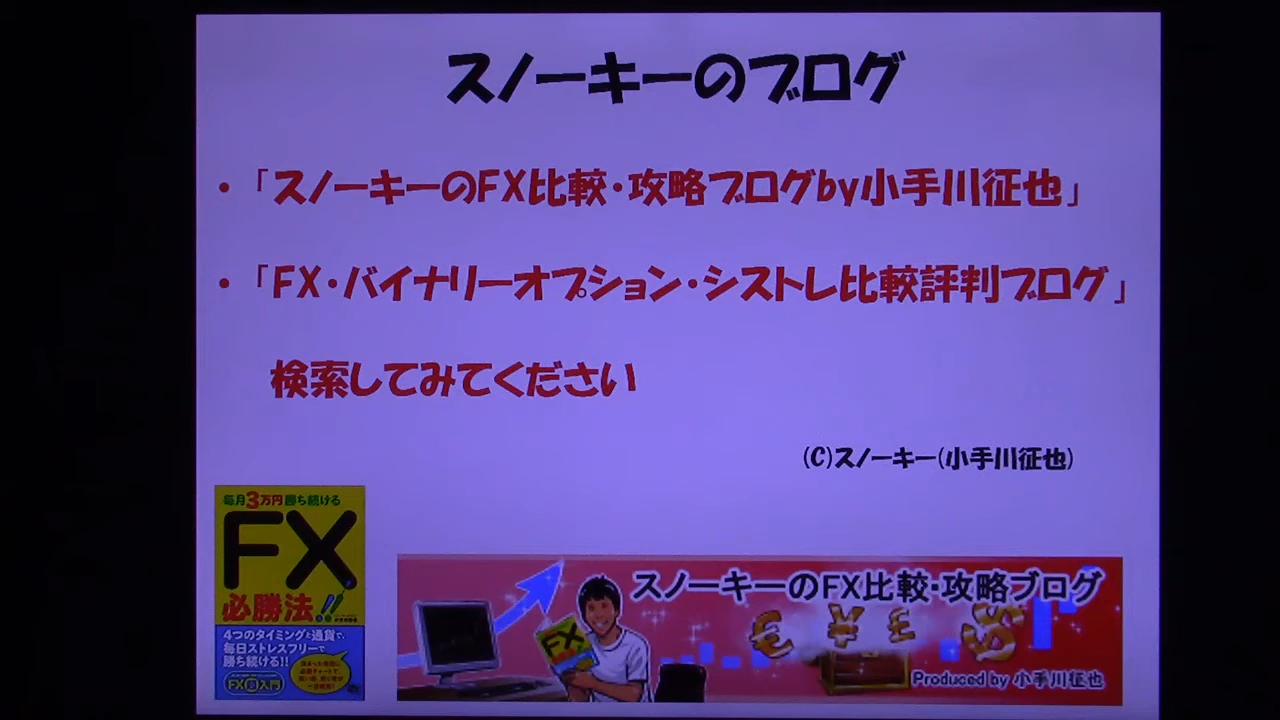 スノーキーのブログ
・「スノーキーのFX比較・攻略ブログby小手川征也」
・「FX・バイナリーオプション・シストレ比較評判ブログ」
検索してみてください
(C)スノーキー(小手川征也)
毎月3万円勝ち続ける
FX
必勝法!!
4つのタイミングと通貨で、
毎日ストレスフリーで
勝ち続ける!!
FX超入門
スノーキーのFX比較・攻略ブログ
FX
Produced by 小手川征也